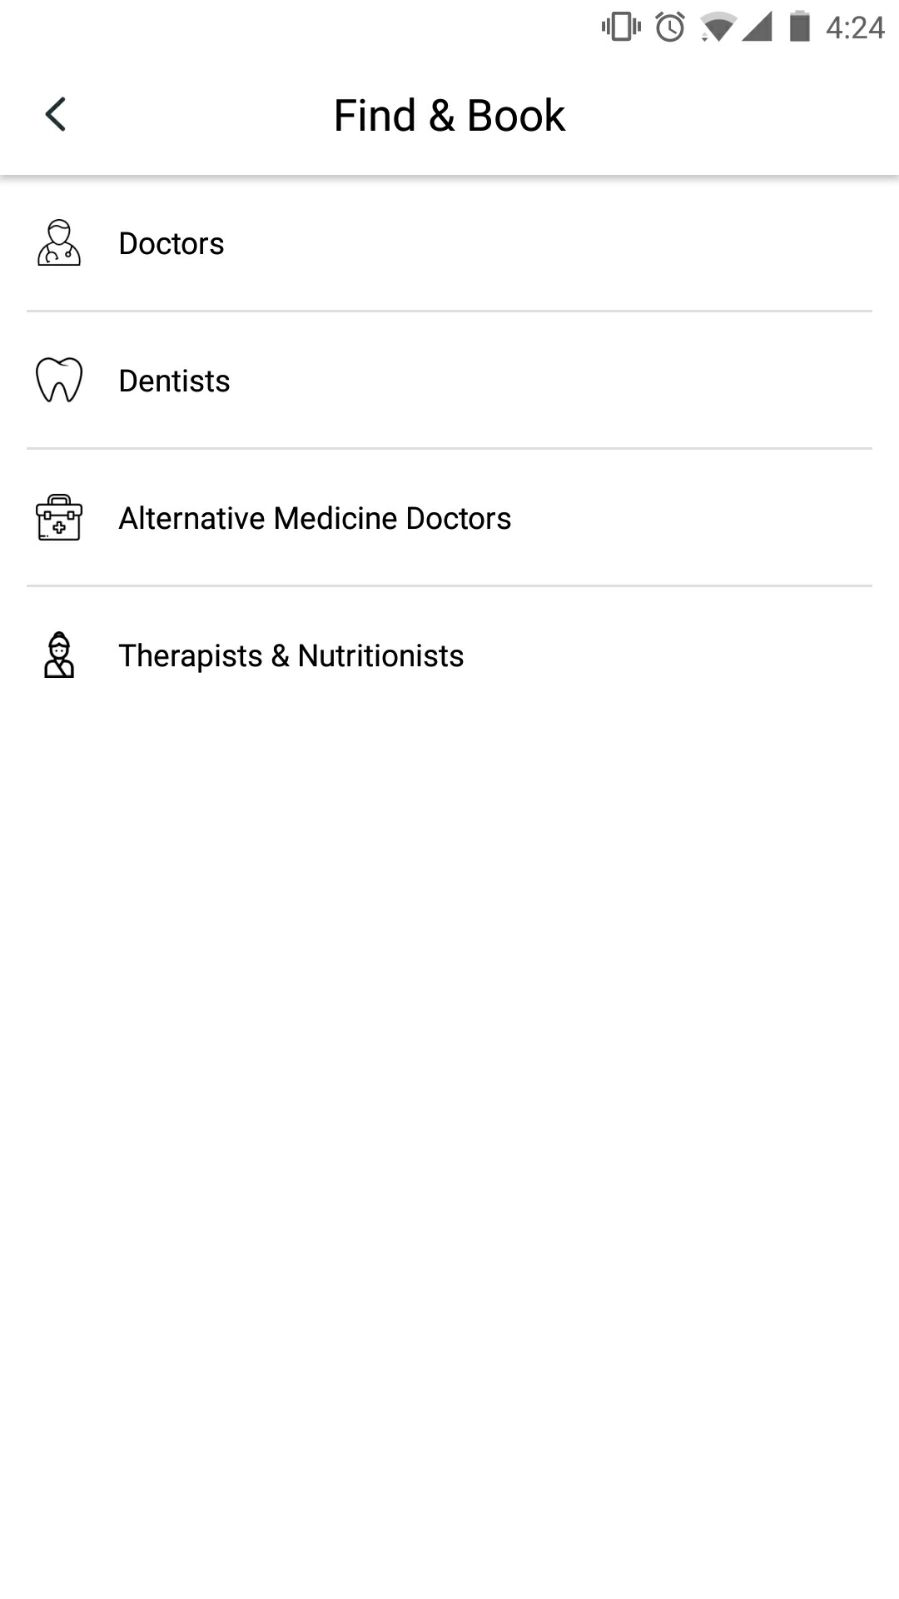 4:24
Find & Book
Doctors
Dentists
Alternative Medicine Doctors
Therapists & Nutritionists